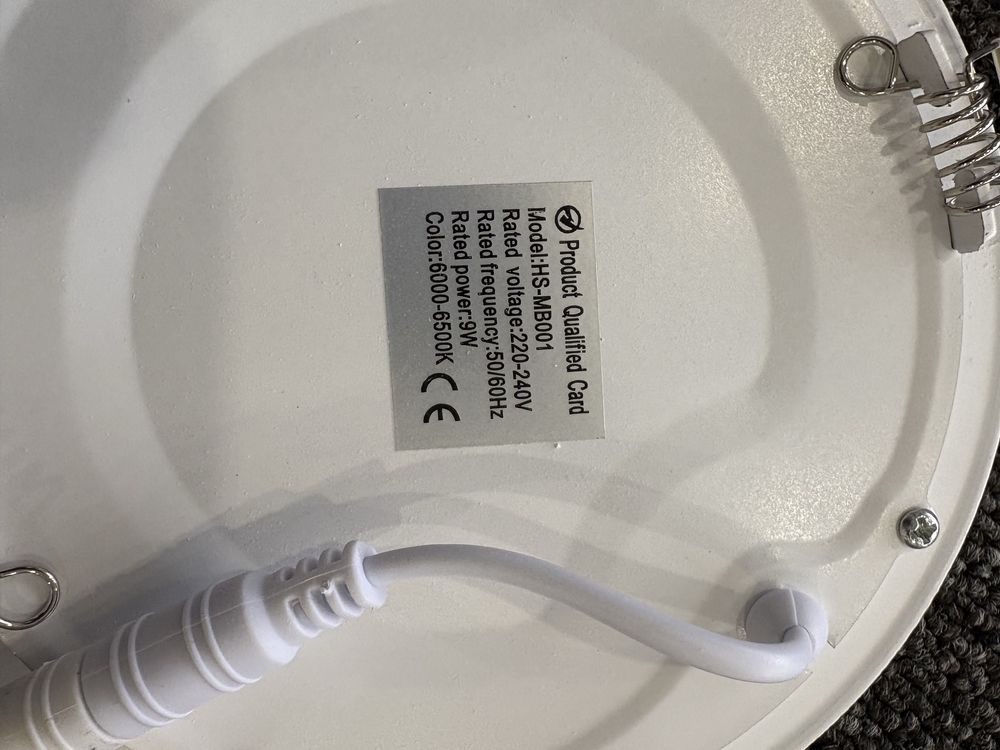 Product Qualified Card
Model:HS-MB001
Rated voltage:220-240V
Rated frequency:50/60Hz
Rated power:9W
Color:6000-6500K CE